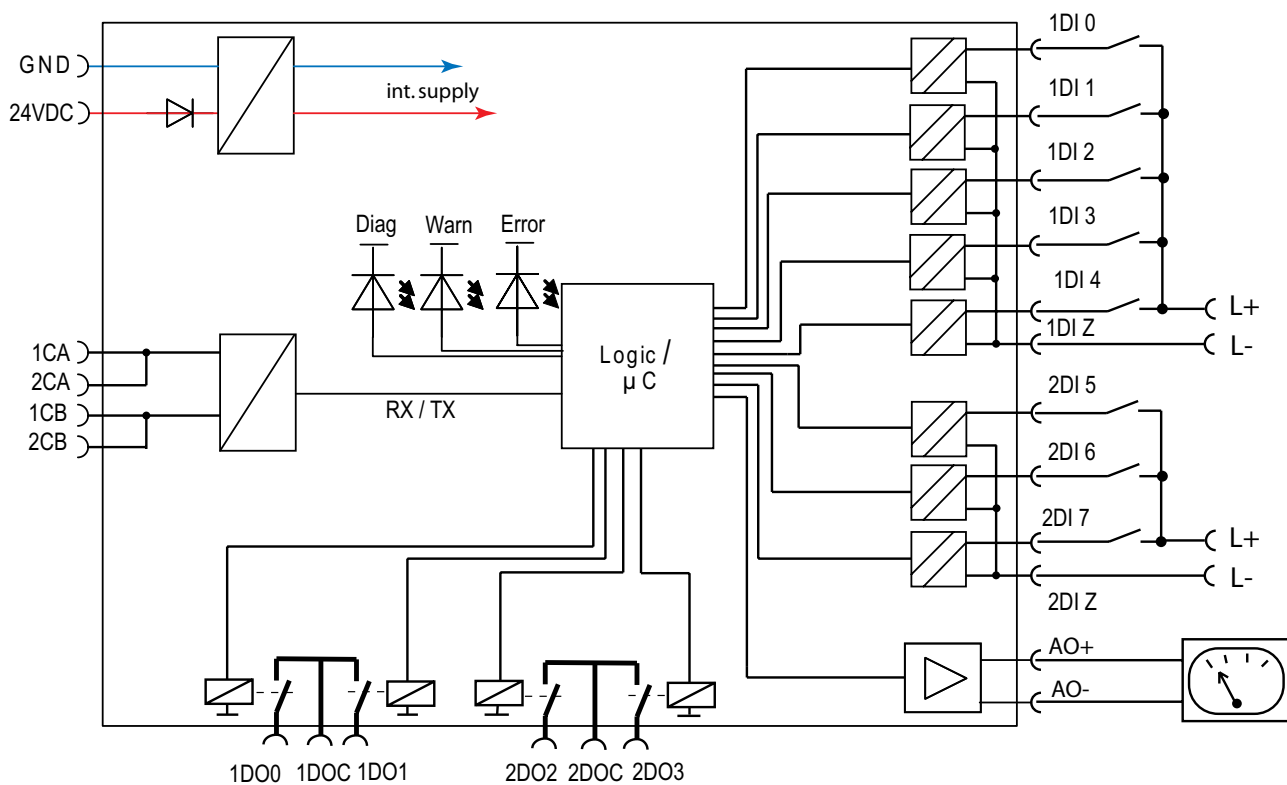 GND
24VDC
int. supply
Diag
Warn
Error
1CA
2CA
1CB
2CB
RX / TX
Logic /
µC
1DI 0
1DI 1
1DI 2
1DI 3
1DI 4
L+
1DI Z
L-
2DI 5
2DI 6
2DI 7
L+
L-
2DI Z
AO+
AO-
1DO0
1DOC
1DO1
2DO2
2DOC
2DO3